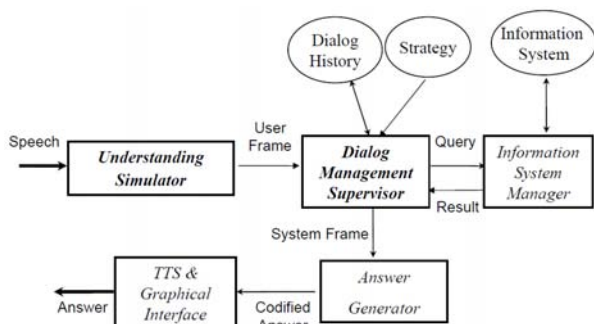 Dialog
History
Strategy
Information
System
Speech
Understanding
Simulator
User
Frame
Dialog
Management
Supervisor
Query
Result
Information
System
Manager
System Frame
TTS &
Graphical
Interface
Answer
Codified
Answer
Answer
Generator